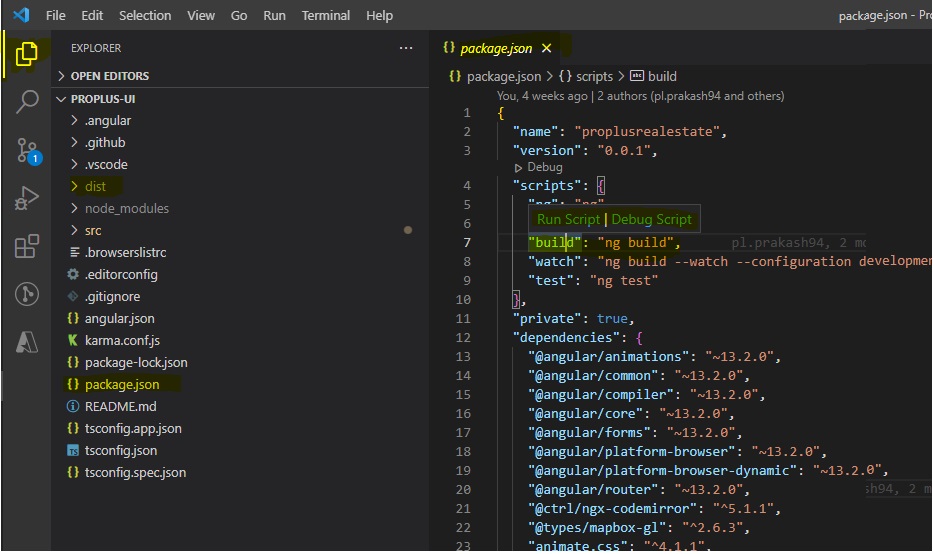 File Edit Selection View Go Run Terminal Help
package.json - Pro
EXPLORER
OPEN EDITORS
PROPLUS-UI
.angular
.github
.vscode
dist
node_modules
src
.browserslistrc
.editorconfig
.gitignore
angular.json
karma.conf.js
package-lock.json
package.json
README.md
tsconfig.app.json
tsconfig.json
tsconfig.spec.json
1
{} package.json
{} package.json > {} scripts > abc build
You, 4 weeks ago | 2 authors (pl.prakash94 and others)
1 {
2 "name": "proplusrealestate",
3 "version": "0.0.1",
Debug
4 "scripts": {
5 "ng": "ng"
Run Script | Debug Script
6
7 "build": "ng build", pl.prakash94, 2 mo
8 "watch": "ng build --watch --configuration developmen
9 "test": "ng test"
10 },
11 "private": true,
12 "dependencies": {
13 "@angular/animations": "~13.2.0",
14 "@angular/common": "~13.2.0",
15 "@angular/compiler": "~13.2.0",
16 "@angular/core": "~13.2.0",
17 "@angular/forms": "~13.2.0",
18 "@angular/platform-browser": "~13.2.0",
19 "@angular/platform-browser-dynamic": "~13.2.0",
20 "@angular/router": "~13.2.0", sh94, 2 m
21 "@ctrl/ngx-codemirror": "^5.1.1",
22 "@types/mapbox-gl": "^2.6.3",
23 "animate.css": "^4.1.1",